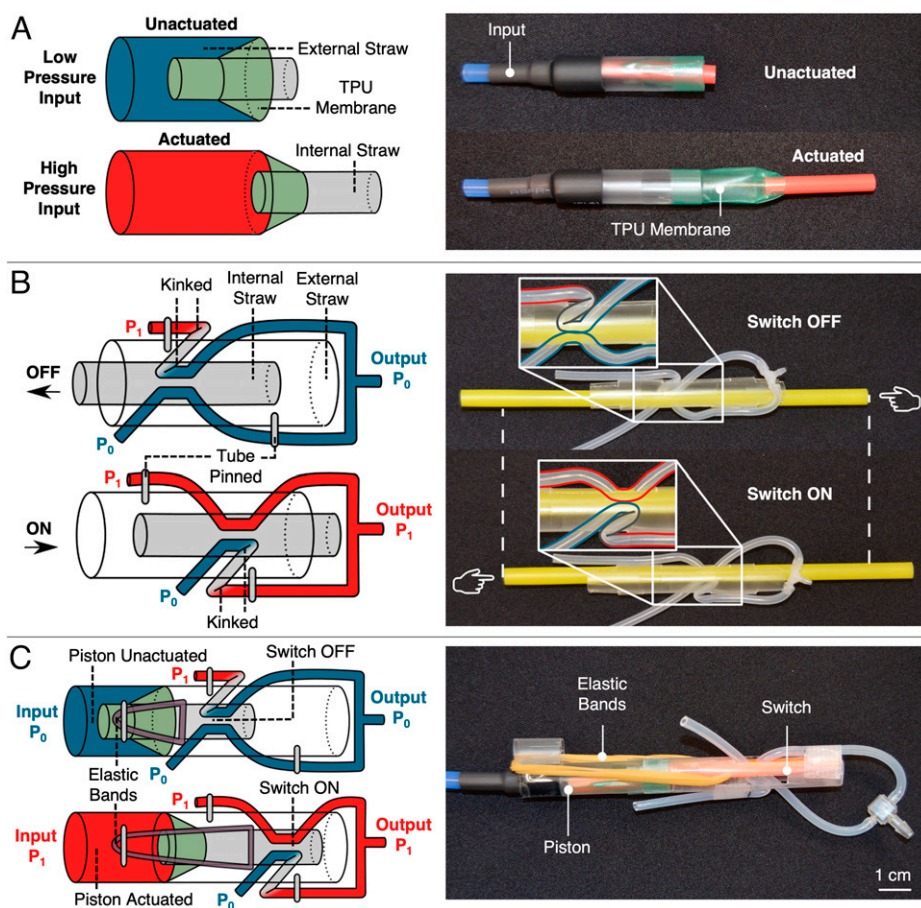 A
Unactuated
Low
Pressure
Input
External Straw
TPU
Membrane
Actuated
High
Pressure
Input
Internal Straw
Input
Unactuated
Actuated
TPU Membrane
B
Kinked
Internal
Straw
External
Straw
P1
OFF
Output
P0
P0
Tube
Pinned
P1
ON
Output
P1
P0
Kinked
Switch OFF
Switch ON
C
Piston Unactuated
Switch OFF
P1
Input
P0
Output
P0
P0
Elastic
Bands
Switch ON
P1
Input
P1
Output
P1
Piston Actuated
P0
Elastic
Bands
Switch
Piston
1 cm